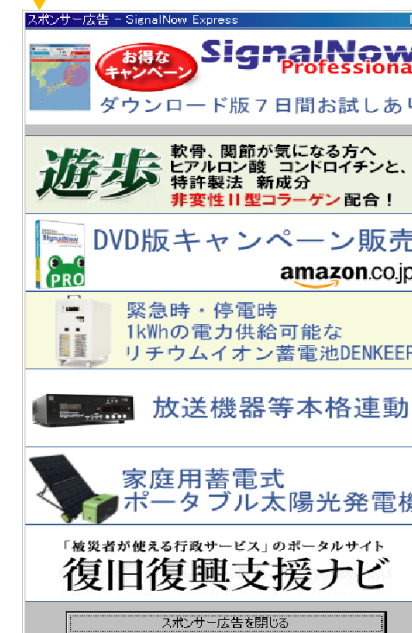 スポンサー広告 - SignalNow Express
お得な
キャンペーン
SignalNow
Professiona
ダウンロード版7日間お試しあり
遊歩
軟骨、関節が気になる方へ
ヒアルロン酸 コンドロイチンと、
特許製法 新成分
非変性II型コラーゲン配合！
SignalNow
PRO
DVD版キャンペーン販売
amazon.co.jp
緊急時・停電時
1kWhの電力供給可能な
リチウムイオン蓄電池DENKEEP
放送機器等本格連動
家庭用蓄電式
ポータブル太陽光発電機
「被災者が使える行政サービス」のポータルサイト
復旧復興支援ナビ
スポンサー広告を閉じる